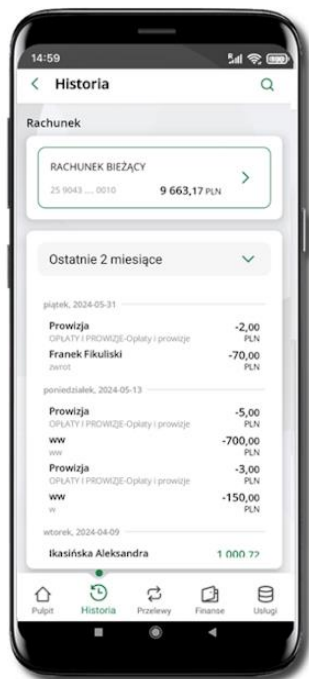 14:59
Historia
Rachunek
RACHUNEK BIEŻĄCY
25 9043 .... 0010 9 663,17 PLN
Ostatnie 2 miesiące
piątek, 2024-05-31
Prowizja -2,00
OPŁATY I PROWIZJE-Opłaty i prowizje PLN
Franek Fikuliski -70,00
zwrot PLN
poniedziałek, 2024-05-13
Prowizja -5,00
OPŁATY I PROWIZJE-Opłaty i prowizje PLN
ww -700,00
ww PLN
Prowizja -3,00
OPŁATY I PROWIZJE-Opłaty i prowizje PLN
ww -150,00
w PLN
wtorek, 2024-04-09
Ikasińska Aleksandra 1 000,72
Pulpit Historia Przelewy Finanse Usługi